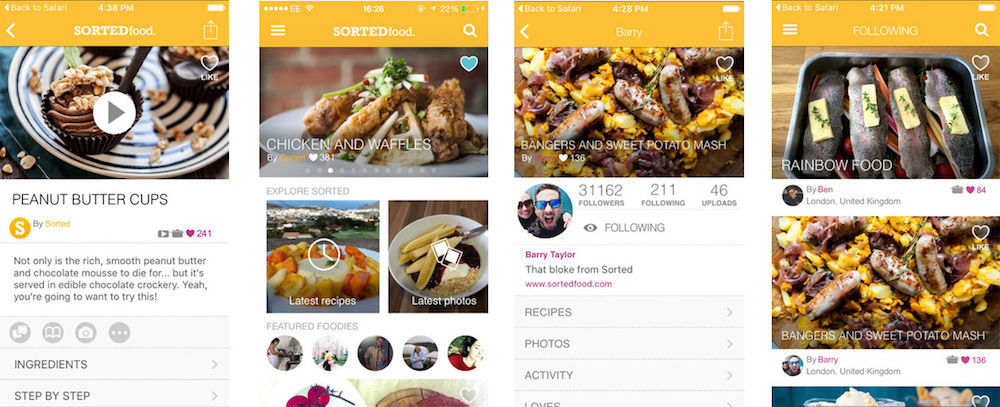 Back to Safari 4:38 PM
SORTEDfood.
LIKE
PEANUT BUTTER CUPS
S By Sorted
241
Not only is the rich, smooth peanut butter
and chocolate mousse to die for... but it's
served in edible chocolate crockery. Yeah,
you're going to want to try this!
INGREDIENTS
STEP BY STEP
EE 16:26 22%
SORTEDfood.
CHICKEN AND WAFFLES
By Sorted 381
EXPLORE SORTED
Latest recipes
Latest photos
FEATURED FOODIES
Back to Safari 4:28 PM
Barry
LIKE
BANGERS AND SWEET POTATO MASH
By Barry 136
31162 211 46
FOLLOWERS FOLLOWING UPLOADS
FOLLOWING
Barry Taylor
That bloke from Sorted
www.sortedfood.com
RECIPES
PHOTOS
ACTIVITY
LOVES
Back to Safari 4:21 PM
FOLLOWING
LIKE
RAINBOW FOOD
By Ben 84
London, United Kingdom
LIKE
BANGERS AND SWEET POTATO MASH
By Barry 136
London, United Kingdom